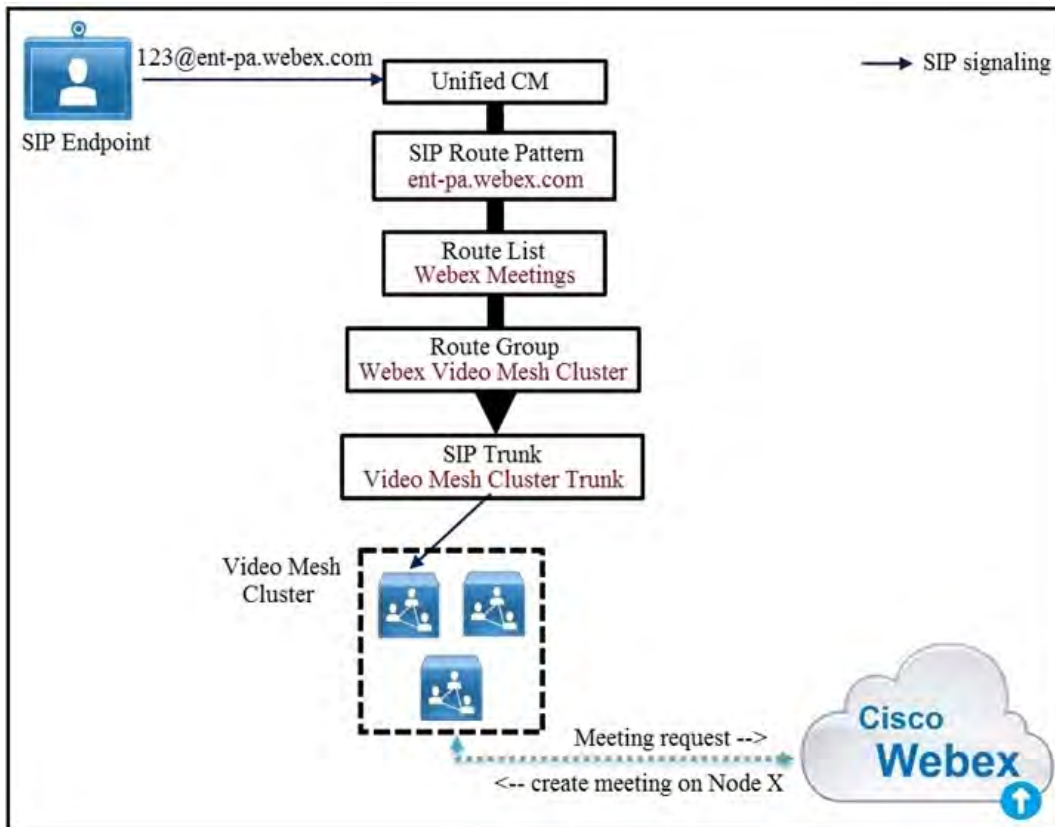 123@ent-pa.webex.com
SIP signaling
SIP Endpoint
Unified CM
SIP Route Pattern
ent-pa.webex.com
Route List
Webex Meetings
Route Group
Webex Video Mesh Cluster
SIP Trunk
Video Mesh Cluster Trunk
Video Mesh
Cluster
Meeting request -->
<-- create meeting on Node X
Cisco
Webex